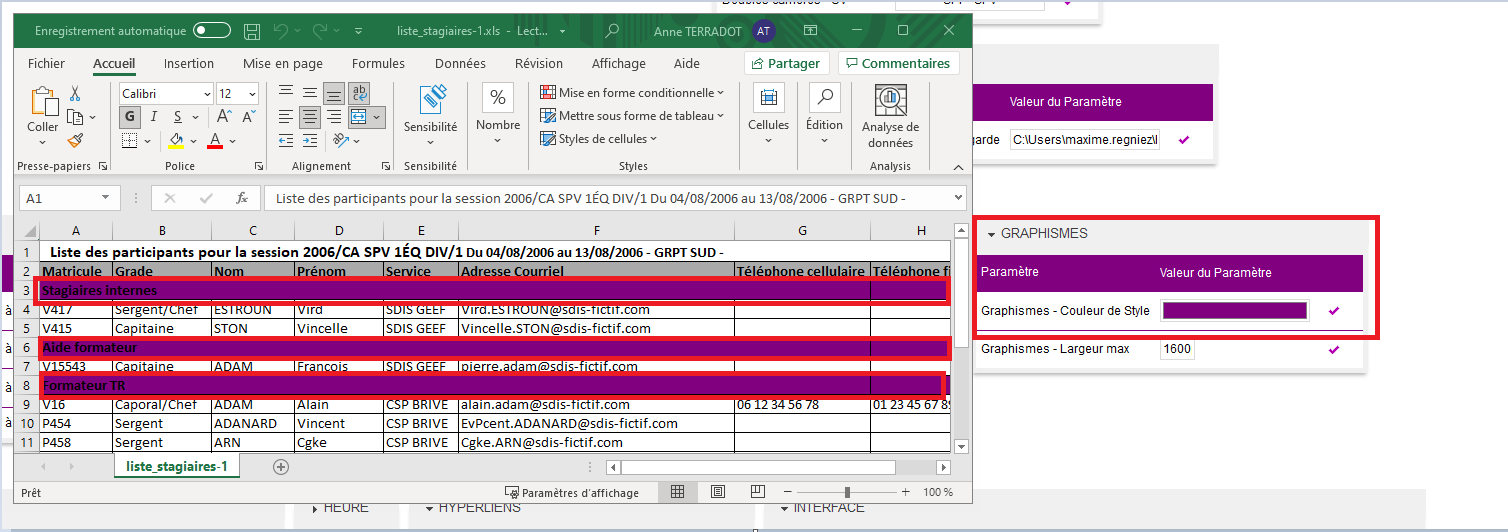 Enregistrement automatique
liste_stagiaires-1.xls - Lect...
Anne TERRADOT AT
Fichier Accueil Insertion Mise en page Formules Données Révision Affichage Aide Partager Commentaires
Coller
Presse-papiers
Calibri 12
G I S
Police
Alignement
Sensibilité
Sensibilité
Nombre
Mise en forme conditionnelle
Mettre sous forme de tableau
Styles de cellules
Styles
Cellules
Édition
Analyse de
données
Analysis
A1 fx Liste des participants pour la session 2006/CA SPV 1ÉQ DIV/1 Du 04/08/2006 au 13/08/2006 - GRPT SUD -
A B C D E F G H
1 Liste des participants pour la session 2006/CA SPV 1ÉQ DIV/1 Du 04/08/2006 au 13/08/2006 - GRPT SUD -
2 Matricule Grade Nom Prénom Service Adresse Courriel Téléphone cellulaire Téléphone fi
3 Stagiaires internes
4 V417 Sergent/Chef ESTROUN Vird SDIS GEEF Vird.ESTROUN@sdis-fictif.com
5 V415 Capitaine STON Vincelle SDIS GEEF Vincelle.STON@sdis-fictif.com
6 Aide formateur
7 V15543 Capitaine ADAM François SDIS GEEF pierre.adam@sdis-fictif.com
8 Formateur TR
9 V16 Caporal/Chef ADAM Alain CSP BRIVE alain.adam@sdis-fictif.com 06 12 34 56 78 01 23 45 67 89
10 P454 Sergent ADANARD Vincent CSP BRIVE EvPcent.ADANARD@sdis-fictif.com
11 P458 Sergent ARN Cgke CSP BRIVE Cgke.ARN@sdis-fictif.com
liste_stagiaires-1
Prêt Paramètres d'affichage 100 %
Valeur du Paramètre
garde C:\Users\maxime.regniez\I
GRAPHISMES
Paramètre Valeur du Paramètre
Graphismes - Couleur de Style
Graphismes - Largeur max 1600
à
à
à
à
HEURE HYPERLIENS INTERFACE